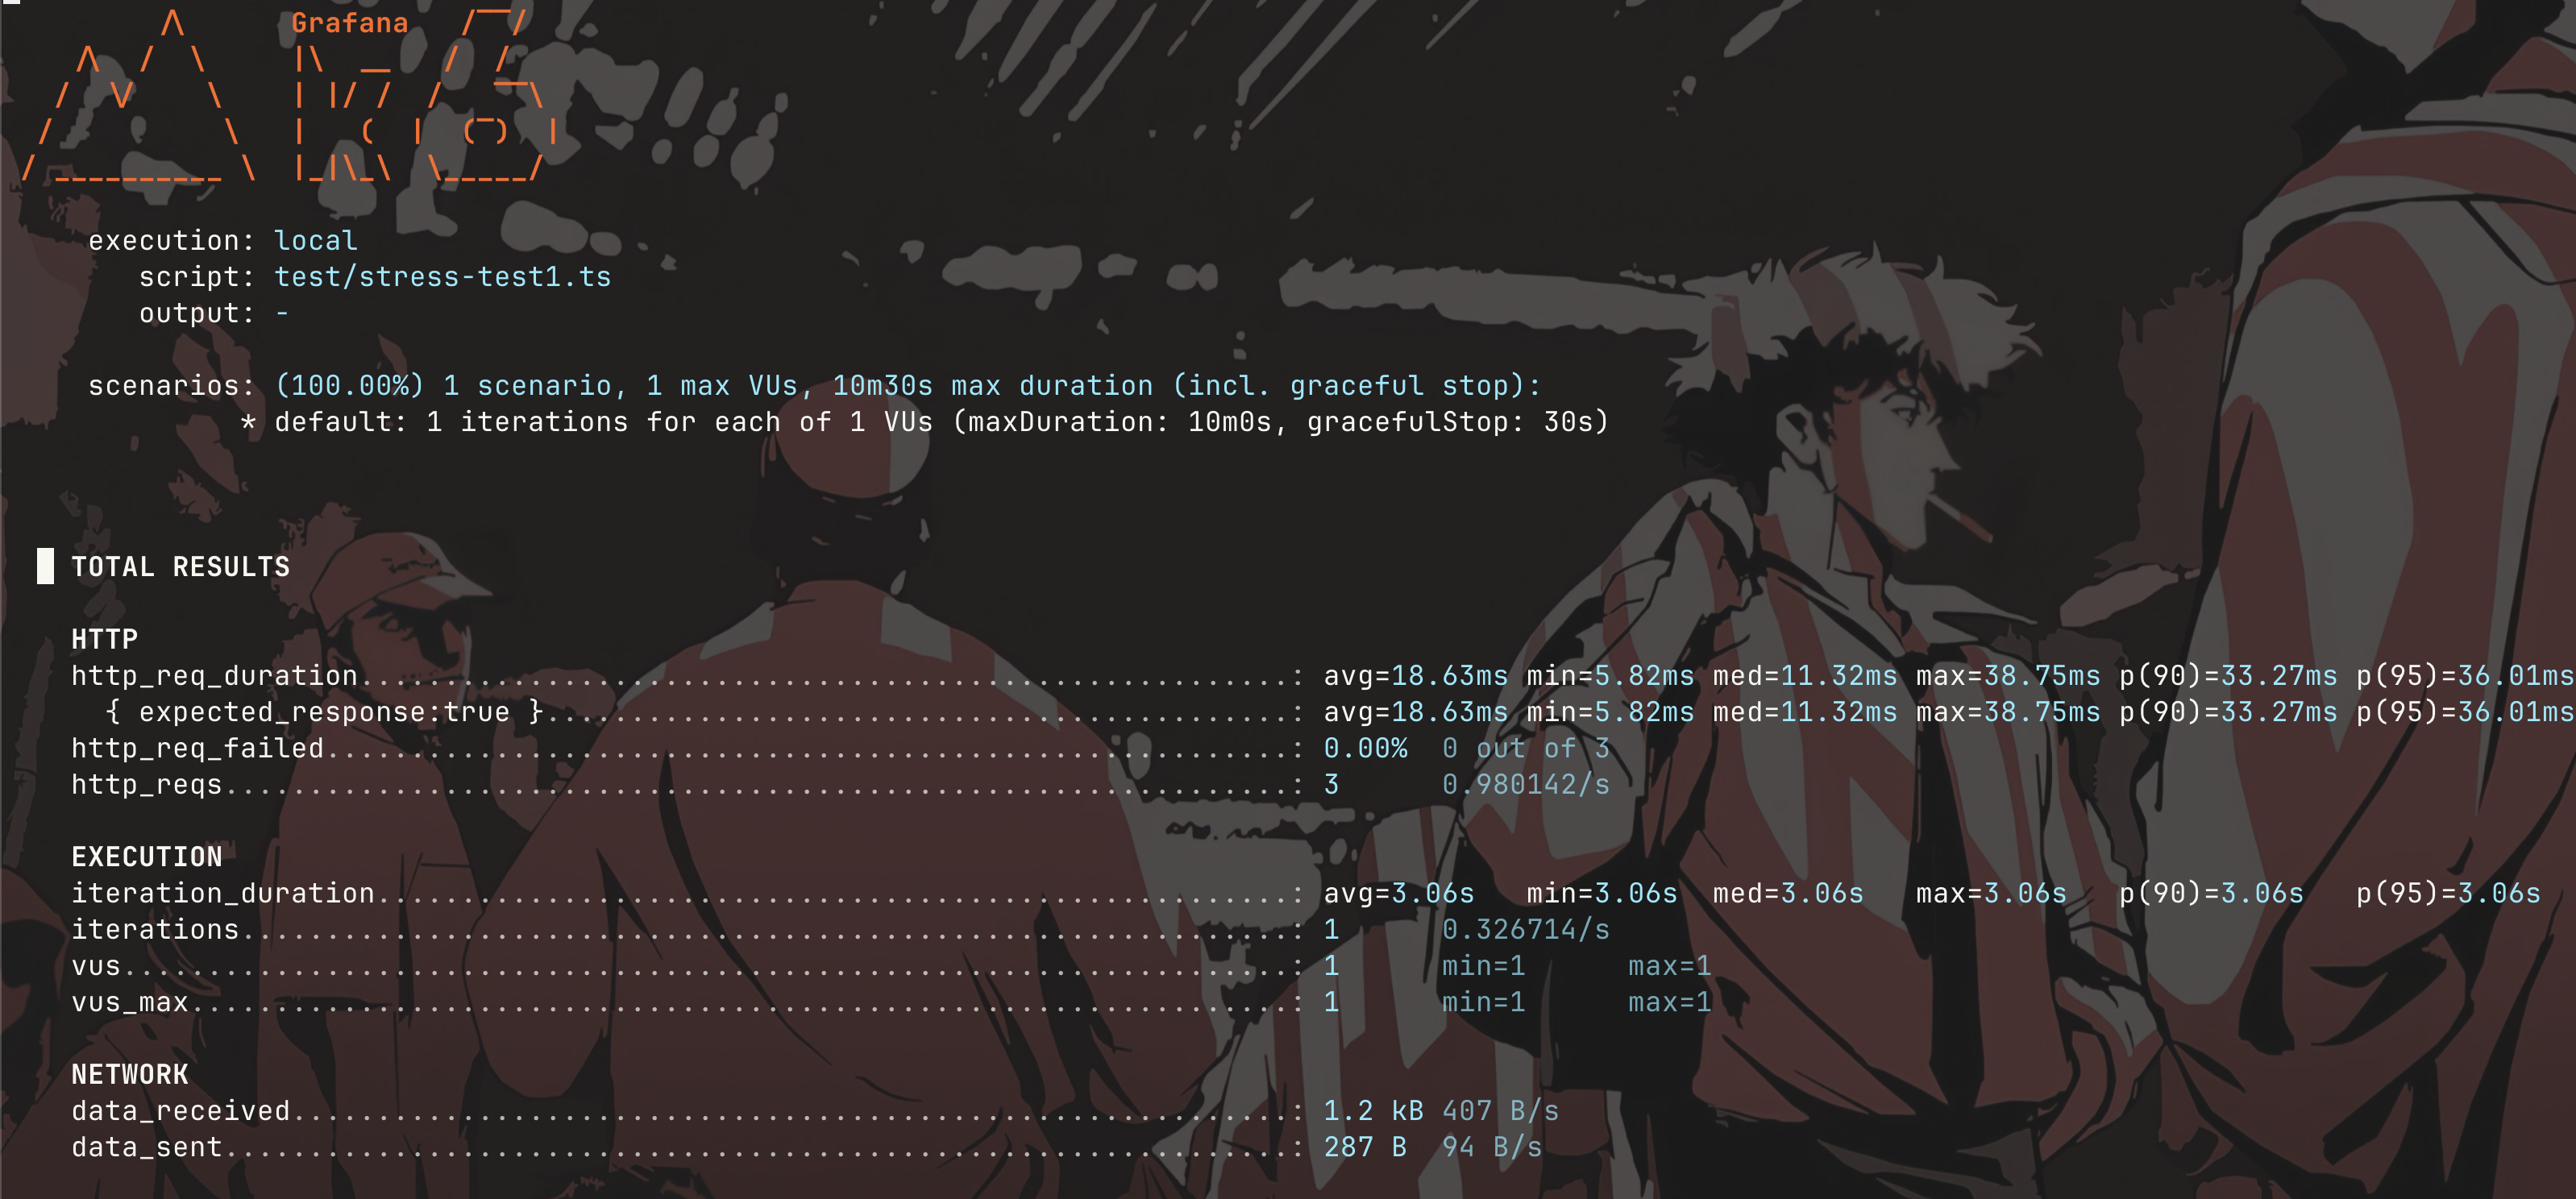 Grafana
execution: local
script: test/stress-test1.ts
output: -
scenarios: (100.00%) 1 scenario, 1 max VUs, 10m30s max duration (incl. graceful stop):
* default: 1 iterations for each of 1 VUs (maxDuration: 10m0s, gracefulStop: 30s)
█ TOTAL RESULTS
HTTP
http_req_duration.......................................................: avg=18.63ms min=5.82ms med=11.32ms max=38.75ms p(90)=33.27ms p(95)=36.01ms
{ expected_response:true }............................................: avg=18.63ms min=5.82ms med=11.32ms max=38.75ms p(90)=33.27ms p(95)=36.01ms
http_req_failed.........................................................: 0.00% 0 out of 3
http_reqs...............................................................: 3 0.980142/s
EXECUTION
iteration_duration......................................................: avg=3.06s min=3.06s med=3.06s max=3.06s p(90)=3.06s p(95)=3.06s
iterations..............................................................: 1 0.326714/s
vus.....................................................................: 1 min=1 max=1
vus_max.................................................................: 1 min=1 max=1
NETWORK
data_received...........................................................: 1.2 kB 407 B/s
data_sent...............................................................: 287 B 94 B/s